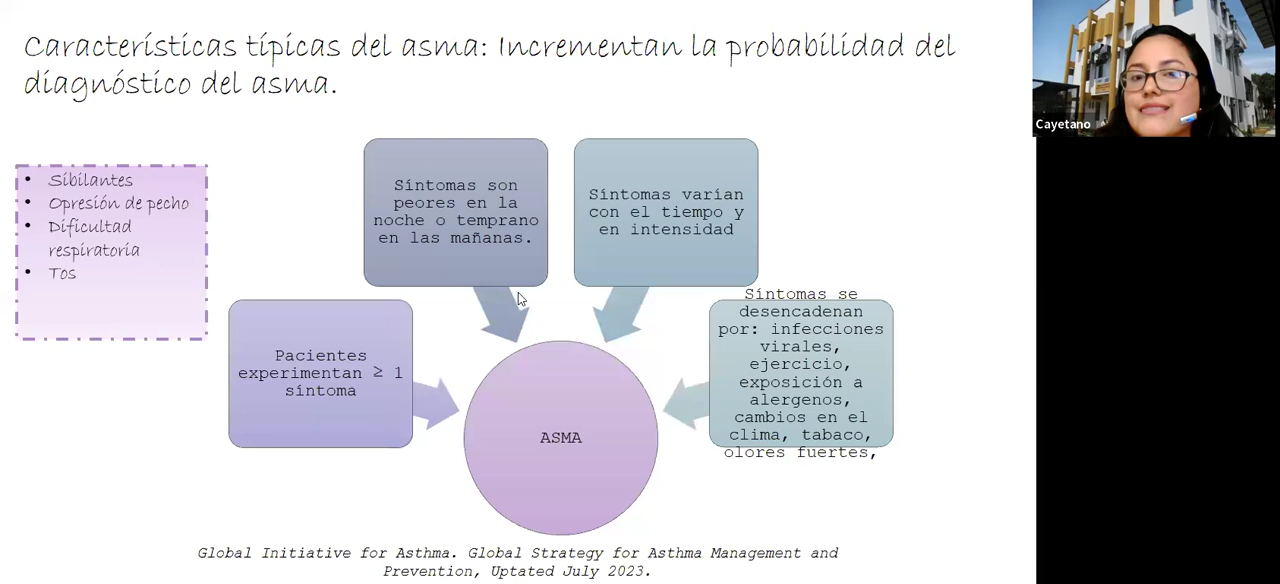 Características típicas del asma: Incrementan la probabilidad del
diagnóstico del asma.
Cayetano
• Sibilantes
• Opresión de pecho
• Dificultad
respiratoria
• Tos
Síntomas son
peores en la
noche o temprano
en las mañanas.
Síntomas varían
con el tiempo y
en intensidad
Pacientes
experimentan ≥ 1
síntoma
Síntomas se
desencadenan
por: infecciones
virales,
ejercicio,
exposición a
alergenos,
cambios en el
clima, tabaco,
olores fuertes,
ASMA
Global Initiative for Asthma. Global Strategy for Asthma Management and
Prevention, Uptated July 2023.